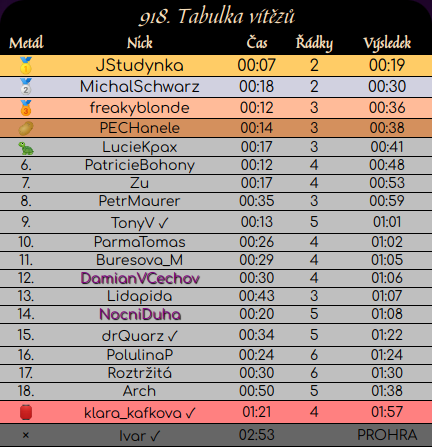 918. Tabulka vítězů
Metál Nick Čas Řádky Výsledek
JStudynka 00:07 2 00:19
MichalSchwarz 00:18 2 00:30
freakyblonde 00:12 3 00:36
PECHanele 00:14 3 00:38
LucieKpax 00:17 3 00:41
6. PatricieBohony 00:12 4 00:48
7. Zu 00:17 4 00:53
8. PetrMaurer 00:35 3 00:59
9. TonyV ✓ 00:13 5 01:01
10. ParmaTomas 00:26 4 01:02
11. Buresova_M 00:29 4 01:05
12. DamianVCechov 00:30 4 01:06
13. Lidapida 00:43 3 01:07
14. NocniDuha 00:20 5 01:08
15. drQuarz ✓ 00:34 5 01:22
16. PolulinaP 00:24 6 01:24
17. Roztržitá 00:30 6 01:30
18. Arch 00:50 5 01:38
klara_kafkova ✓ 01:21 4 01:57
× Ivar ✓ 02:53 PROHRA